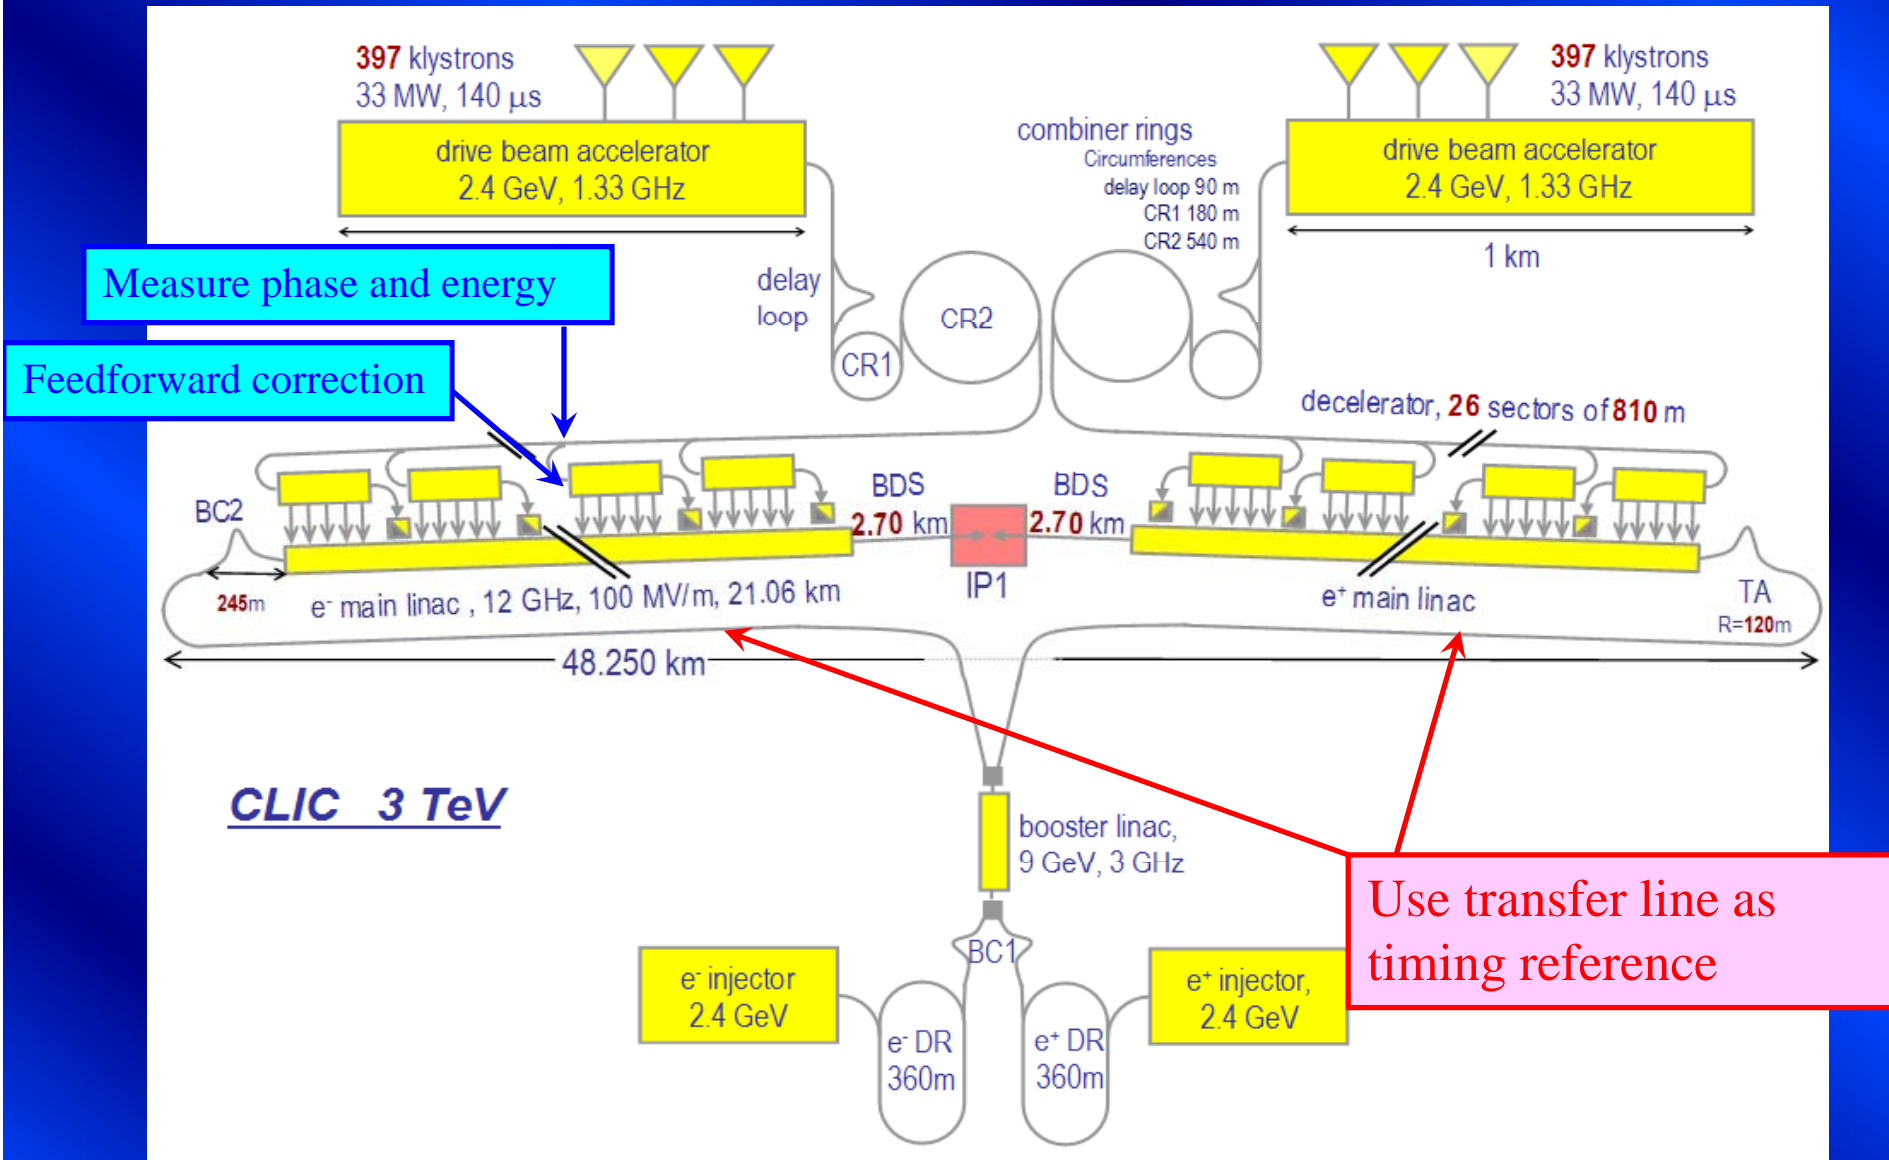 397 klystrons
33 MW, 140 μs
397 klystrons
33 MW, 140 μs
drive beam accelerator
2.4 GeV, 1.33 GHz
combiner rings
Circumferences
delay loop 90 m
CR1 180 m
CR2 540 m
drive beam accelerator
2.4 GeV, 1.33 GHz
1 km
Measure phase and energy
delay
loop
CR2
CR1
Feedforward correction
decelerator, 26 sectors of 810 m
BC2
BDS
2.70 km
BDS
2.70 km
IP1
245m
e- main linac , 12 GHz, 100 MV/m, 21.06 km
e+ main linac
TA
R=120m
48.250 km
CLIC 3 TeV
booster linac,
9 GeV, 3 GHz
Use transfer line as
timing reference
BC1
e- injector
2.4 GeV
e+ injector,
2.4 GeV
e- DR
360m
e+ DR
360m